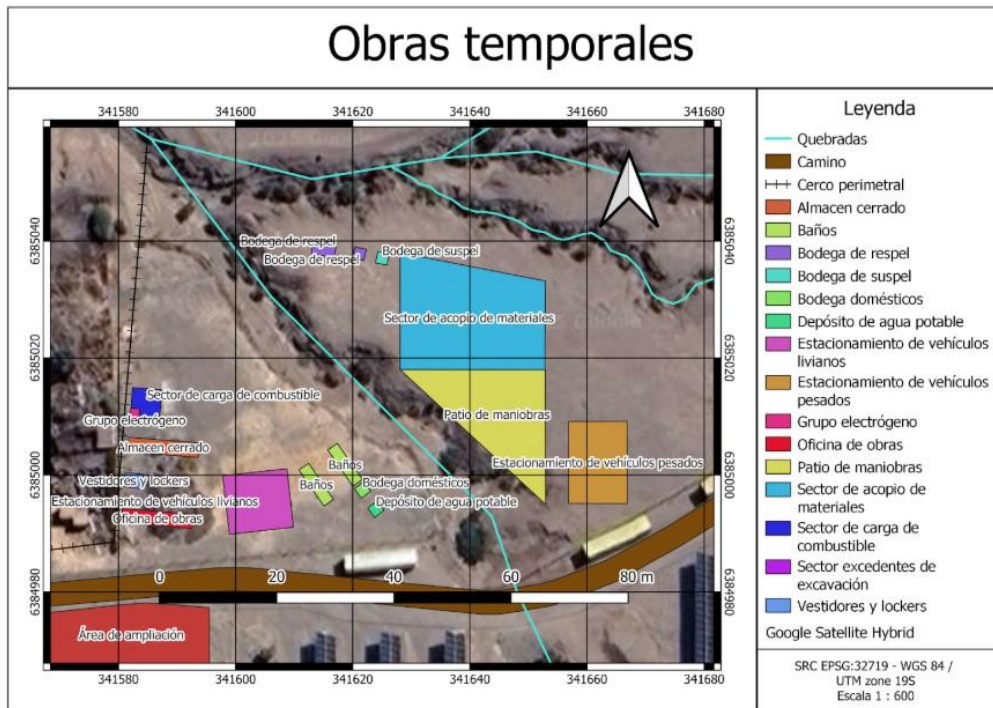 Obras temporales
341580 341600 341620 341640 341660 341680
6385040 6385040
6385020 6385020
6385000 6385000
6384980 6384980
Bodega de respel
Bodega de respel
Bodega de suspel
Sector de acopio de materiales
Sector de carga de combustible
Grupo electrógeno
Patio de maniobras
Almacen cerrado
Baños
Estacionamiento de vehículos pesados
Vestidores y lockers
Baños
Bodega domésticos
Estacionamiento de vehículos livianos
Depósito de agua potable
Oficina de obras
0 20 40 60 80 m
Área de ampliación
341580 341600 341620 341640 341660 341680
Leyenda
Quebradas
Camino
Cerco perimetral
Almacen cerrado
Baños
Bodega de respel
Bodega de suspel
Bodega domésticos
Depósito de agua potable
Estacionamiento de vehículos
livianos
Estacionamiento de vehículos
pesados
Grupo electrógeno
Oficina de obras
Patio de maniobras
Sector de acopio de
materiales
Sector de carga de
combustible
Sector excedentes de
excavación
Vestidores y lockers
Google Satellite Hybrid
SRC EPSG:32719 - WGS 84 /
UTM zone 19S
Escala 1 : 600